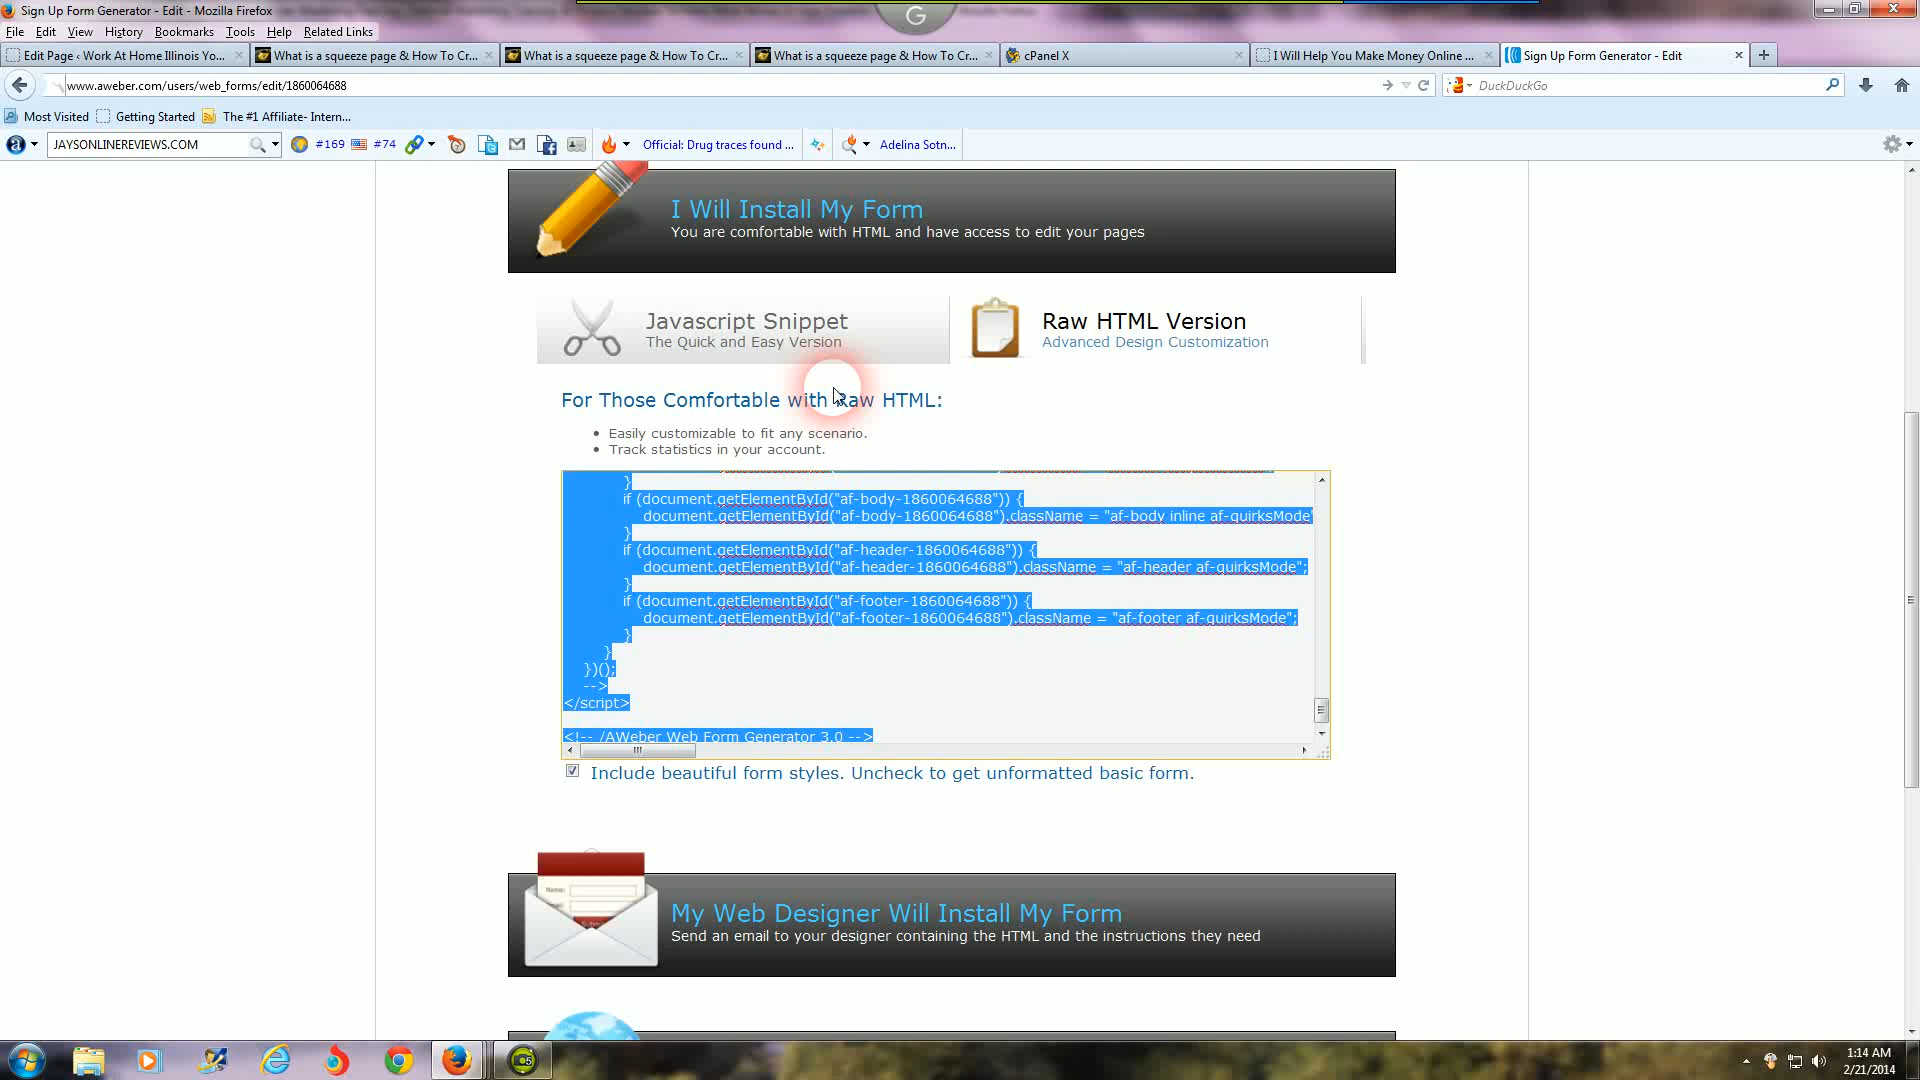 Sign Up Form Generator - Edit - Mozilla Firefox
G
File Edit View History Bookmarks Tools Help Related Links
Edit Page ‹ Work At Home Illinois Yo... What is a squeeze page & How To Cr... What is a squeeze page & How To Cr... What is a squeeze page & How To Cr... cPanel X I Will Help You Make Money Online ... Sign Up Form Generator - Edit
www.aweber.com/users/web_forms/edit/1860064688 DuckDuckGo
Most Visited Getting Started The #1 Affiliate- Intern...
JAYSONLINEREVIEWS.COM #169 #74 Official: Drug traces found ... Adelina Sotn...
I Will Install My Form
You are comfortable with HTML and have access to edit your pages
Javascript Snippet
The Quick and Easy Version
Raw HTML Version
Advanced Design Customization
For Those Comfortable with Raw HTML:
Easily customizable to fit any scenario.
Track statistics in your account.
}
if (document.getElementById("af-body-1860064688")) {
document.getElementById("af-body-1860064688").className = "af-body inline af-quirksMode"
}
if (document.getElementById("af-header-1860064688")) {
document.getElementById("af-header-1860064688").className = "af-header af-quirksMode";
}
if (document.getElementById("af-footer-1860064688")) {
document.getElementById("af-footer-1860064688").className = "af-footer af-quirksMode";
}
}
})();
-->
</script>
<!-- /AWeber Web Form Generator 3.0 -->
Include beautiful form styles. Uncheck to get unformatted basic form.
Name:
My Web Designer Will Install My Form
Send an email to your designer containing the HTML and the instructions they need
1:14 AM
2/21/2014